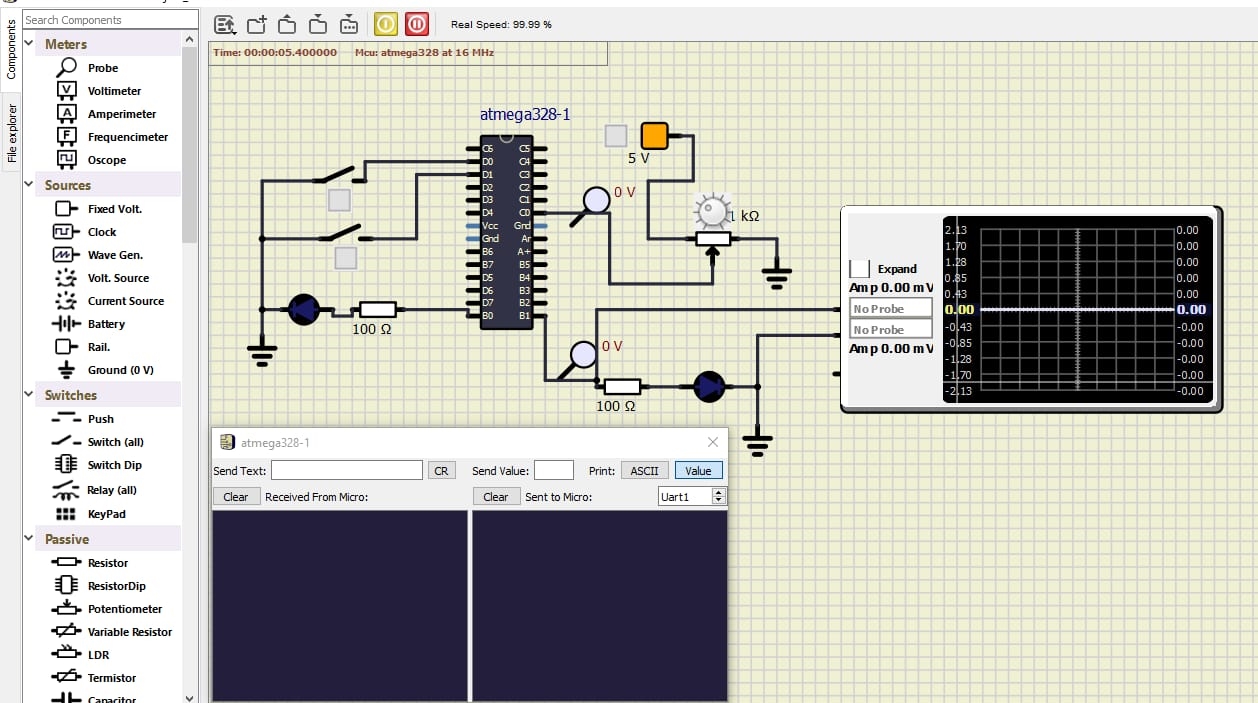 Components
File explorer
Search Components
Meters
Probe
Voltimeter
Amperimeter
Frequencimeter
Oscope
Sources
Fixed Volt.
Clock
Wave Gen.
Volt. Source
Current Source
Battery
Rail.
Ground (0 V)
Switches
Push
Switch (all)
Switch Dip
Relay (all)
KeyPad
Passive
Resistor
ResistorDip
Potentiometer
Variable Resistor
LDR
Termistor
Capacitor
Real Speed: 99.99 %
Time: 00:00:05.400000 Mcu: atmega328 at 16 MHz
atmega328-1
C6 C5
D0 C4
D1 C3
D2 C2
D3 C1
D4 C0
Vcc Gnd
Gnd Ar
B6 A+
B7 B5
D5 B4
D6 B3
D7 B2
B0 B1
5 V
0 V
1 kΩ
100 Ω
0 V
100 Ω
Expand
Amp 0.00 mV
No Probe
No Probe
Amp 0.00 mV
2.13 0.00
1.70 0.00
1.28 0.00
0.85 0.00
0.43 0.00
0.00 0.00
-0.43 -0.00
-0.85 -0.00
-1.28 -0.00
-1.70 -0.00
-2.13 -0.00
atmega328-1
Send Text: CR Send Value: Print: ASCII Value
Clear Received From Micro: Clear Sent to Micro: Uart1